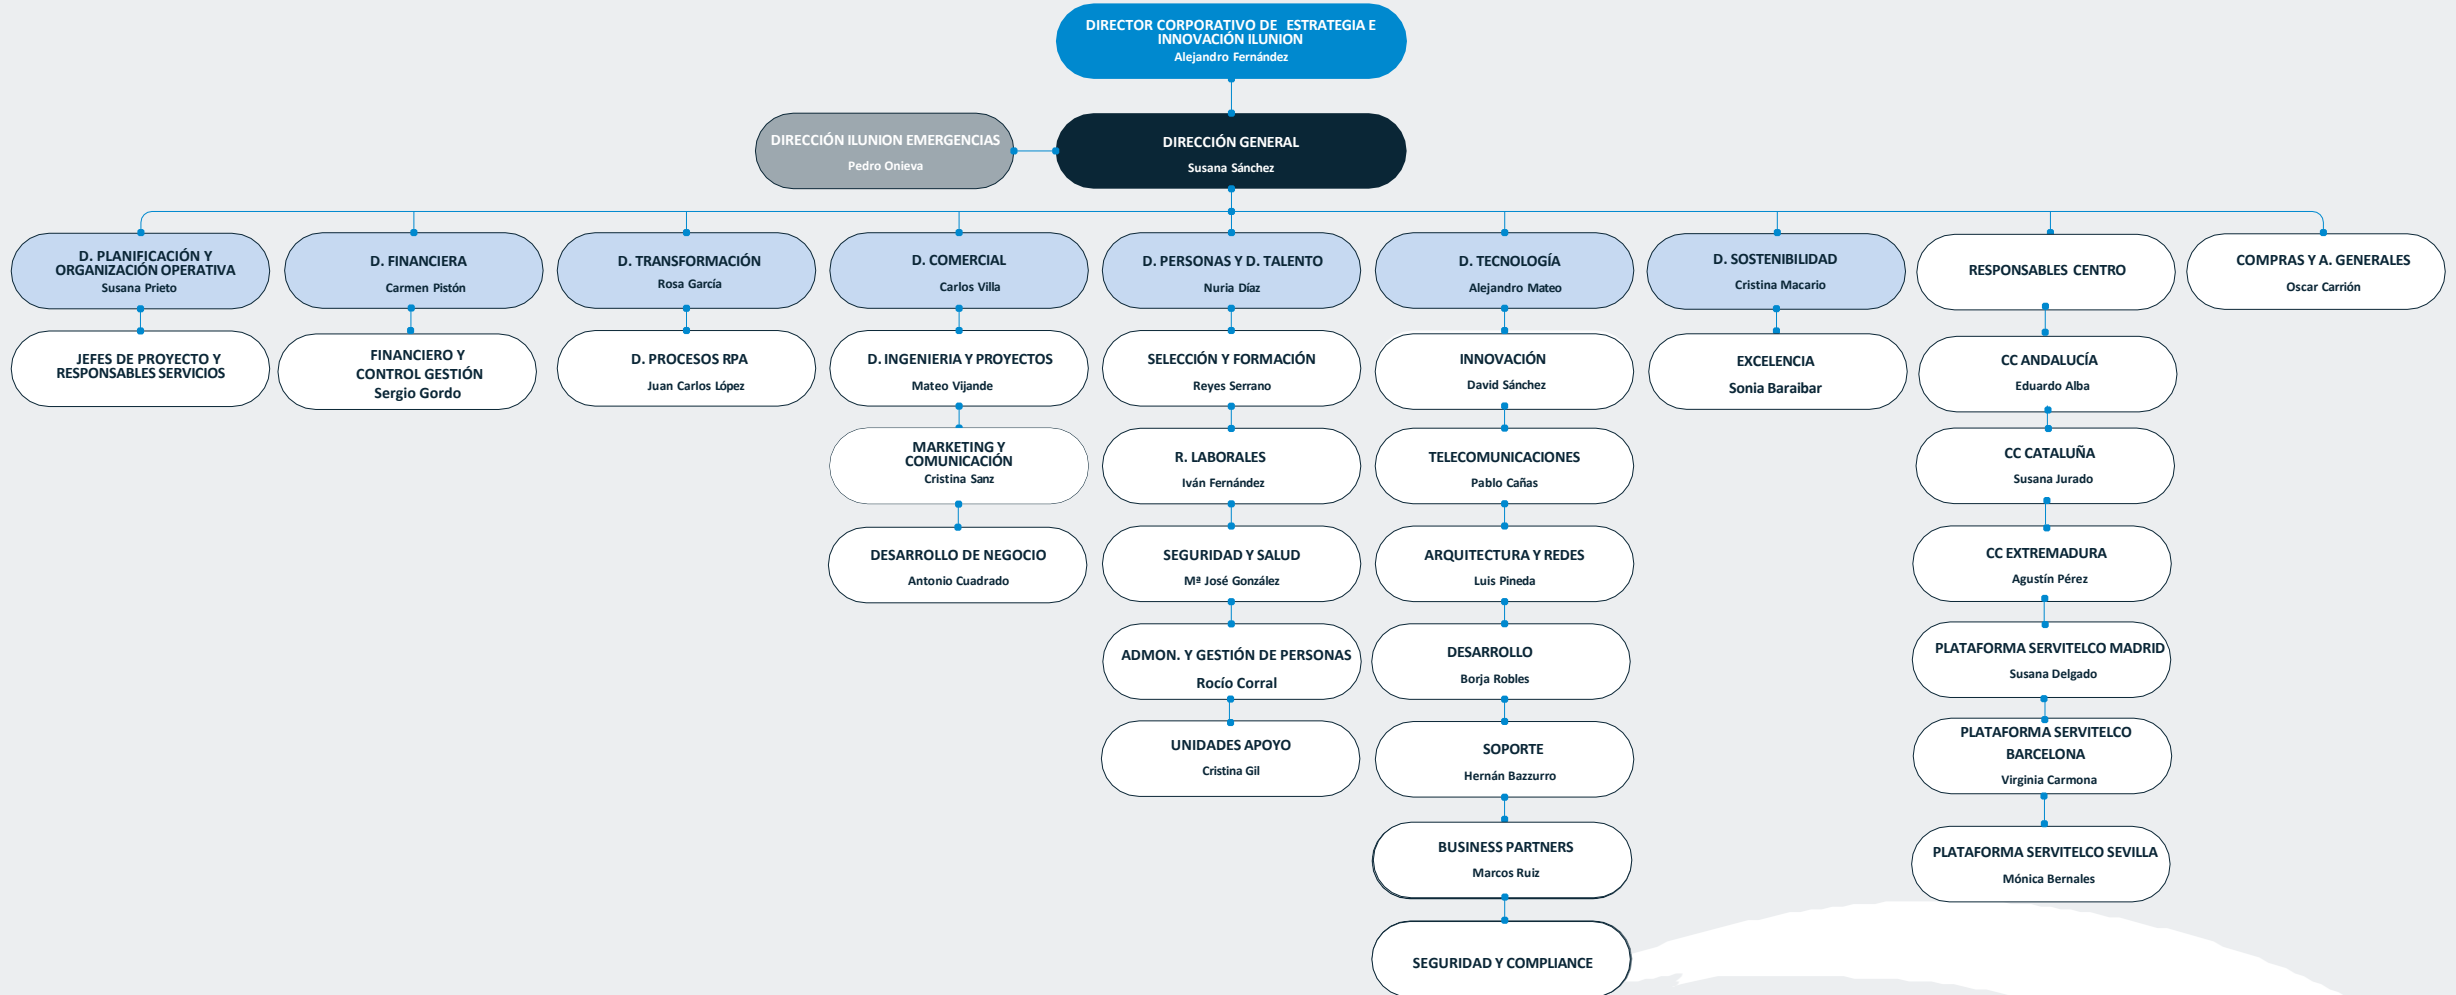 DIRECTOR CORPORATIVO DE ESTRATEGIA E
INNOVACIÓN ILUNION
Alejandro Fernández
DIRECCIÓN ILUNION EMERGENCIAS
Pedro Onieva
DIRECCIÓN GENERAL
Susana Sánchez
D. PLANIFICACIÓN Y
ORGANIZACIÓN OPERATIVA
Susana Prieto
JEFES DE PROYECTO Y
RESPONSABLES SERVICIOS
D. FINANCIERA
Carmen Pistón
FINANCIERO Y
CONTROL GESTIÓN
Sergio Gordo
D. TRANSFORMACIÓN
Rosa García
D. PROCESOS RPA
Juan Carlos López
D. COMERCIAL
Carlos Villa
D. INGENIERIA Y PROYECTOS
Mateo Vijande
MARKETING Y
COMUNICACIÓN
Cristina Sanz
DESARROLLO DE NEGOCIO
Antonio Cuadrado
D. PERSONAS Y D. TALENTO
Nuria Díaz
SELECCIÓN Y FORMACIÓN
Reyes Serrano
R. LABORALES
Iván Fernández
SEGURIDAD Y SALUD
Mª José González
ADMON. Y GESTIÓN DE PERSONAS
Rocío Corral
UNIDADES APOYO
Cristina Gil
D. TECNOLOGÍA
Alejandro Mateo
INNOVACIÓN
David Sánchez
TELECOMUNICACIONES
Pablo Cañas
ARQUITECTURA Y REDES
Luis Pineda
DESARROLLO
Borja Robles
SOPORTE
Hernán Bazzurro
BUSINESS PARTNERS
Marcos Ruiz
SEGURIDAD Y COMPLIANCE
D. SOSTENIBILIDAD
Cristina Macario
EXCELENCIA
Sonia Baraibar
RESPONSABLES CENTRO
CC ANDALUCÍA
Eduardo Alba
CC CATALUÑA
Susana Jurado
CC EXTREMADURA
Agustín Pérez
PLATAFORMA SERVITELCO MADRID
Susana Delgado
PLATAFORMA SERVITELCO
BARCELONA
Virginia Carmona
PLATAFORMA SERVITELCO SEVILLA
Mónica Bernales
COMPRAS Y A. GENERALES
Oscar Carrión